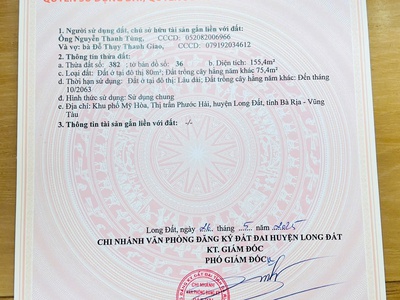 1. Người sử dụng đất, chủ sở hữu tài sản gắn liền với đất:
Ông Nguyễn Thanh Tùng, CCCD: 052082006966
Và vợ: bà Đỗ Thụy Thanh Giao, CCCD: 079192034612
2. Thông tin thửa đất:
a. Thửa đất số: 382 ; tờ bản đồ số: 36 b. Diện tích: 155,4m²
c. Loại đất: Đất ở tại đô thị 80m²; Đất trồng cây hàng năm khác 75,4m²
d. Thời hạn sử dụng: Đất ở tại đô thị: Lâu dài; Đất trồng cây hàng năm khác: Đến tháng
10/2063
đ. Hình thức sử dụng: Sử dụng chung
e. Địa chỉ: Khu phố Mỹ Hòa, Thị trấn Phước Hải, huyện Long Đất, tỉnh Bà Rịa - Vũng
Tàu
3. Thông tin tài sản gắn liền với đất: -/-
Long Đất, ngày tháng 5 năm 2025
CHI NHÁNH VĂN PHÒNG ĐĂNG KÝ ĐẤT ĐAI HUYỆN LONG ĐẤT
KT. GIÁM ĐỐC
PHÓ GIÁM ĐỐC
CHI NHÁNH